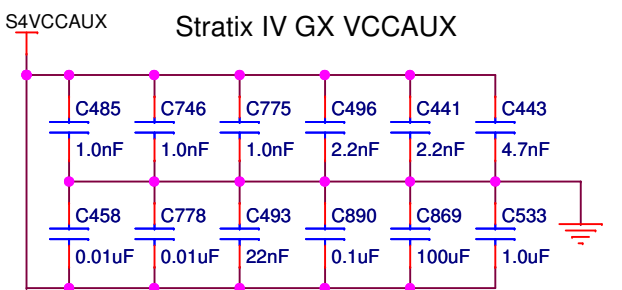 S4VCCAUX
Stratix IV GX VCCAUX
C485 C746 C775 C496 C441 C443
1.0nF 1.0nF 1.0nF 2.2nF 2.2nF 4.7nF
C458 C778 C493 C890 C869 C533
0.01uF 0.01uF 22nF 0.1uF 100uF 1.0uF